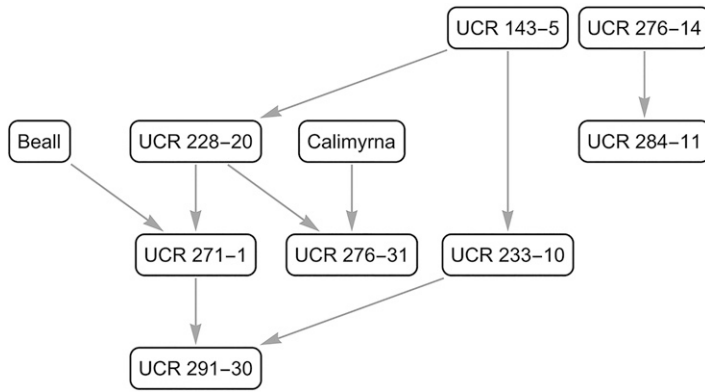 UCR 143–5
UCR 276–14
Beall
UCR 228–20
Calimyrna
UCR 284–11
UCR 271–1
UCR 276–31
UCR 233–10
UCR 291–30